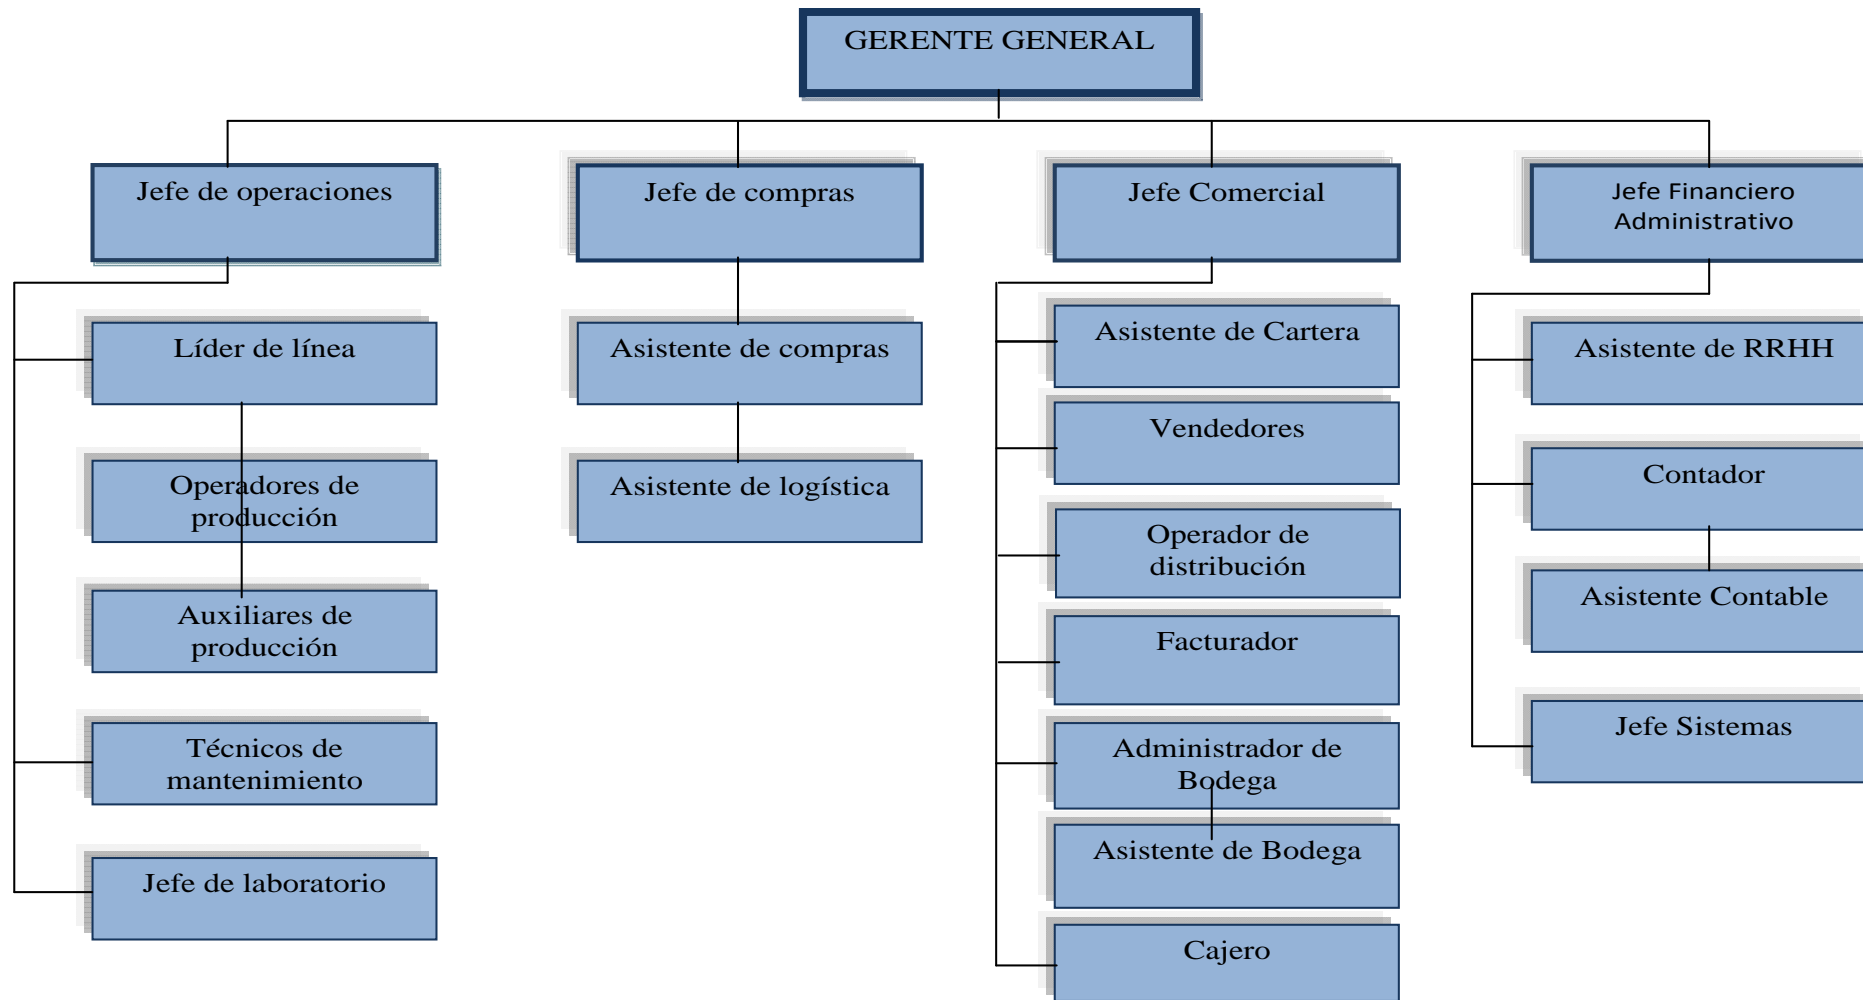 GERENTE GENERAL
Jefe de operaciones
Jefe de compras
Jefe Comercial
Jefe Financiero
Administrativo
Líder de línea
Operadores de
producción
Auxiliares de
producción
Técnicos de
mantenimiento
Jefe de laboratorio
Asistente de compras
Asistente de logística
Asistente de Cartera
Vendedores
Operador de
distribución
Facturador
Administrador de
Bodega
Asistente de Bodega
Cajero
Asistente de RRHH
Contador
Asistente Contable
Jefe Sistemas